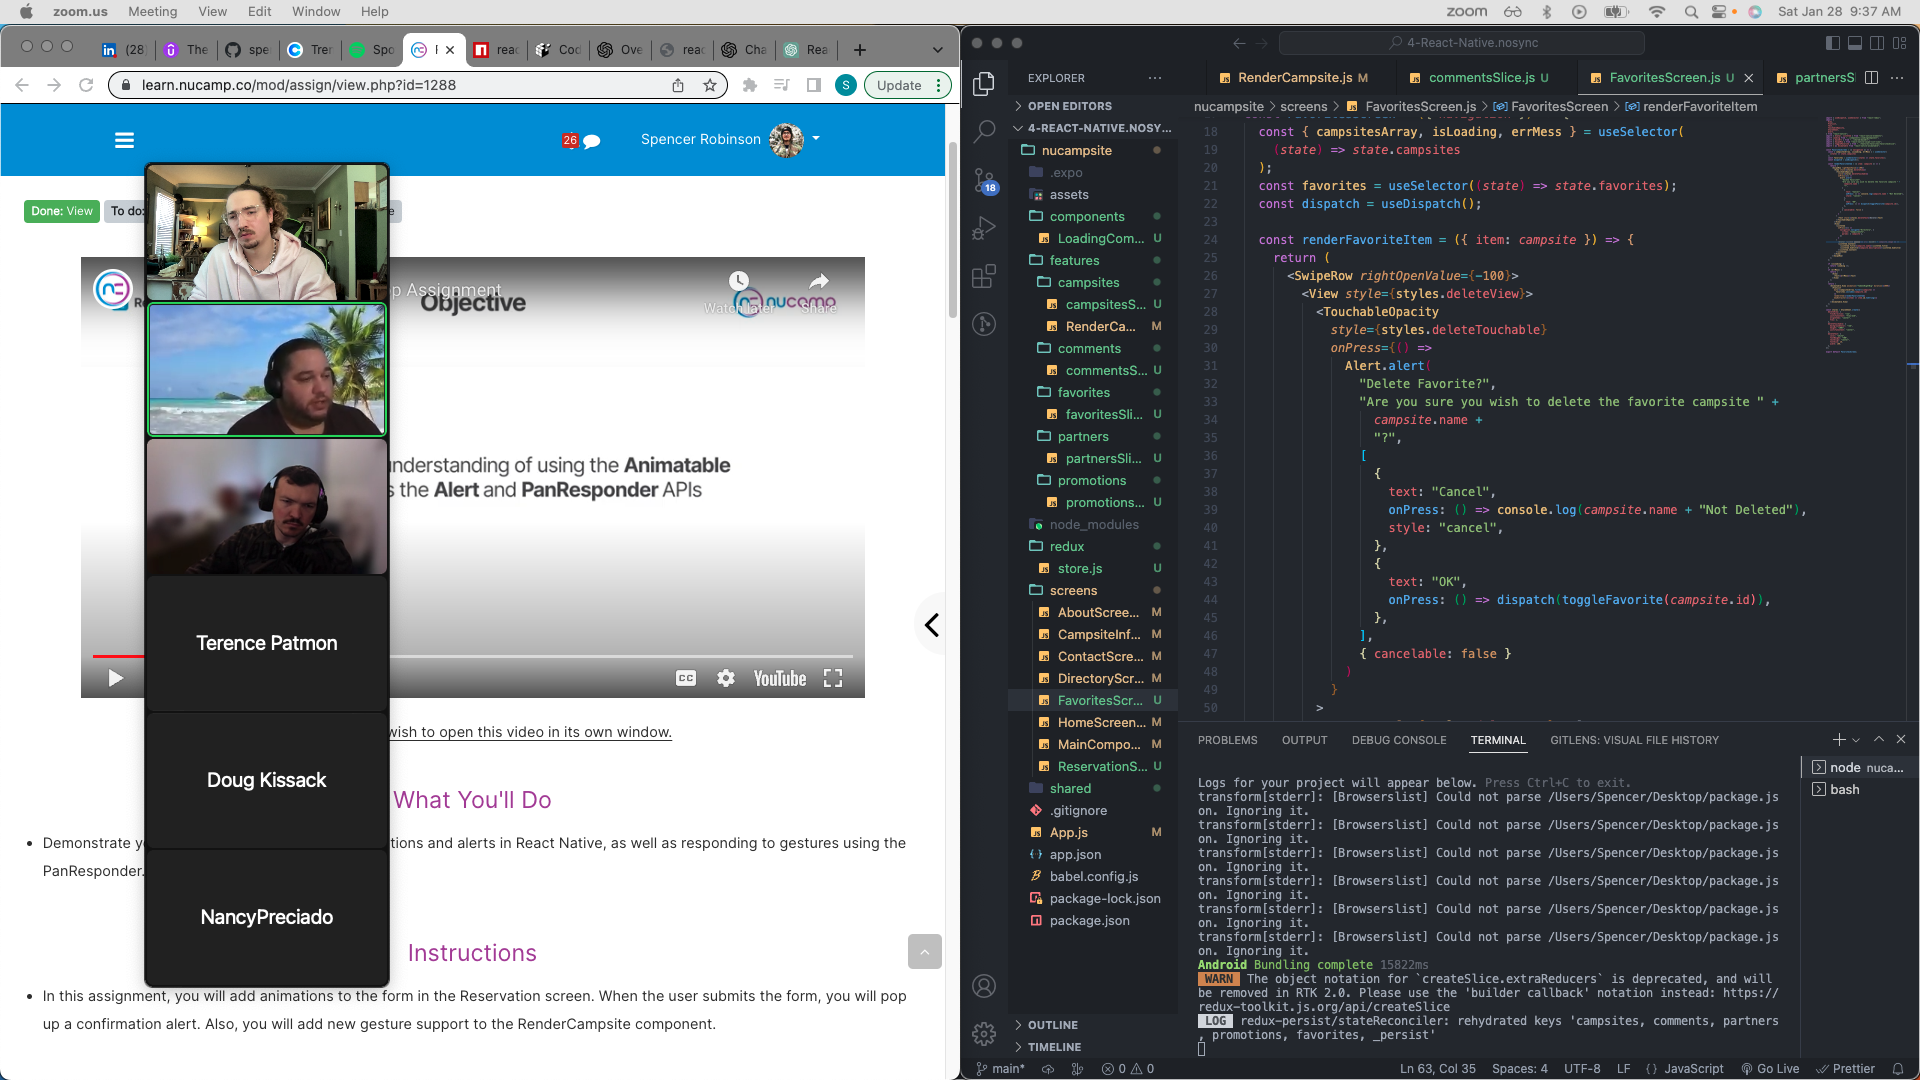 zoom.us Meeting View Edit Window Help
zoom Sat Jan 28 9:37 AM
(28) The spe Trer Spo reac Cod Ove reac Cha Rea
learn.nucamp.co/mod/assign/view.php?id=1288
S Update
26 Spencer Robinson
Done: View To do:
p Assignment
Objective
Watch later Share
nucamp
nderstanding of using the Animatable
s the Alert and PanResponder APIs
CC YouTube
wish to open this video in its own window.
What You'll Do
Demonstrate yo
tions and alerts in React Native, as well as responding to gestures using the
PanResponder.
Instructions
In this assignment, you will add animations to the form in the Reservation screen. When the user submits the form, you will pop
up a confirmation alert. Also, you will add new gesture support to the RenderCampsite component.
Terence Patmon
Doug Kissack
NancyPreciado
4-React-Native.nosync
18
EXPLORER
OPEN EDITORS
4-REACT-NATIVE.NOSY...
nucampsite
.expo
assets
components
LoadingCom... U
features
campsites
campsitesS... U
RenderCa... M
comments
commentsS... U
favorites
favoritesSli... U
partners
partnersSli... U
promotions
promotions... U
node_modules
redux
store.js U
screens
AboutScree... M
CampsiteInf... M
ContactScre... M
DirectoryScr... M
FavoritesScr... U
HomeScreen... M
MainCompo... M
ReservationS... U
shared
.gitignore
App.js M
app.json
babel.config.js
package-lock.json
package.json
OUTLINE
TIMELINE
RenderCampsite.js M commentsSlice.js U FavoritesScreen.js U partnersSl
nucampsite > screens > FavoritesScreen.js > FavoritesScreen > renderFavoriteItem
18 const { campsitesArray, isLoading, errMess } = useSelector(
19 (state) => state.campsites
20 );
21 const favorites = useSelector((state) => state.favorites);
22 const dispatch = useDispatch();
23
24 const renderFavoriteItem = ({ item: campsite }) => {
25 return (
26 <SwipeRow rightOpenValue={-100}>
27 <View style={styles.deleteView}>
28 <TouchableOpacity
29 style={styles.deleteTouchable}
30 onPress={() =>
31 Alert.alert(
32 "Delete Favorite?",
33 "Are you sure you wish to delete the favorite campsite " +
34 campsite.name +
35 "?",
36 [
37 {
38 text: "Cancel",
39 onPress: () => console.log(campsite.name + "Not Deleted"),
40 style: "cancel",
41 },
42 {
43 text: "OK",
44 onPress: () => dispatch(toggleFavorite(campsite.id)),
45 },
46 ],
47 { cancelable: false }
48 )
49 }
50 >
PROBLEMS OUTPUT DEBUG CONSOLE TERMINAL GITLENS: VISUAL FILE HISTORY
node nuca...
bash
Logs for your project will appear below. Press Ctrl+C to exit.
transform[stderr]: [Browserslist] Could not parse /Users/Spencer/Desktop/package.js
on. Ignoring it.
transform[stderr]: [Browserslist] Could not parse /Users/Spencer/Desktop/package.js
on. Ignoring it.
transform[stderr]: [Browserslist] Could not parse /Users/Spencer/Desktop/package.js
on. Ignoring it.
transform[stderr]: [Browserslist] Could not parse /Users/Spencer/Desktop/package.js
on. Ignoring it.
transform[stderr]: [Browserslist] Could not parse /Users/Spencer/Desktop/package.js
on. Ignoring it.
transform[stderr]: [Browserslist] Could not parse /Users/Spencer/Desktop/package.js
on. Ignoring it.
Android Bundling complete 15822ms
WARN The object notation for `createSlice.extraReducers` is deprecated, and will
be removed in RTK 2.0. Please use the 'builder callback' notation instead: https://
redux-toolkit.js.org/api/createSlice
LOG redux-persist/stateReconciler: rehydrated keys 'campsites, comments, partners
, promotions, favorites, _persist'
main* 0 0 Ln 63, Col 35 Spaces: 4 UTF-8 LF {} JavaScript Go Live Prettier